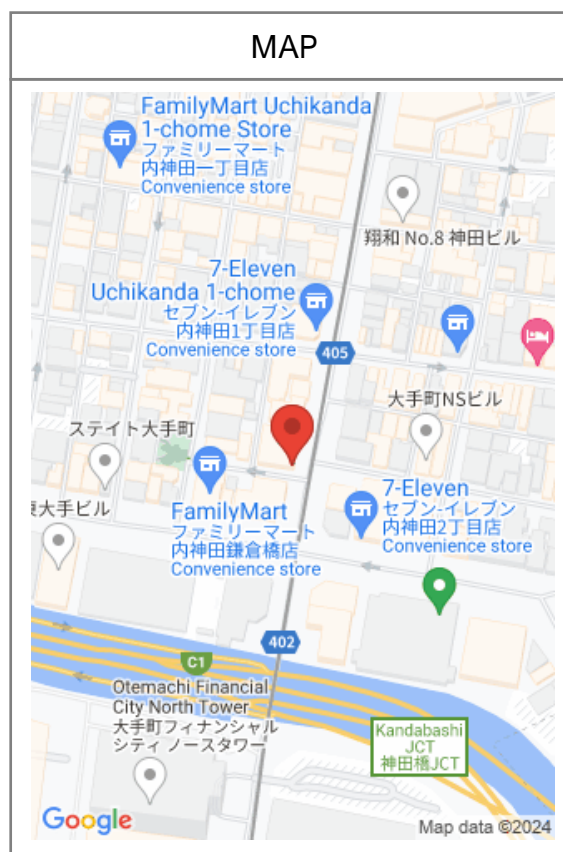 MAP
FamilyMart Uchikanda
1-chome Store
ファミリーマート
内神田一丁目店
Convenience store
翔和 No.8 神田ビル
7-Eleven
Uchikanda 1-chome
セブン-イレブン
内神田1丁目店
Convenience store
405
大手町NSビル
ステイト大手町
FamilyMart
ファミリーマート
内神田鎌倉橋店
Convenience store
7-Eleven
セブン-イレブン
内神田2丁目店
Convenience store
東大手ビル
402
C1
Otemachi Financial
City North Tower
大手町フィナンシャル
シティ ノースタワー
Kandabashi
JCT
神田橋JCT
Google
Map data ©2024